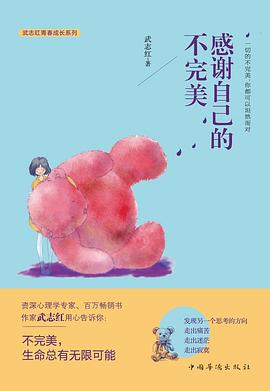 武志红青春成长系列
感谢自己的
不完美
一切的不完美，你都可以坦然面对
武志红·著
资深心理学专家、百万畅销书
作家武志红用心告诉你：
不完美，
生命总有无限可能
发现另一个思考的方向
走出痛苦
走出迷茫
走出寂寞
中国华侨出版社